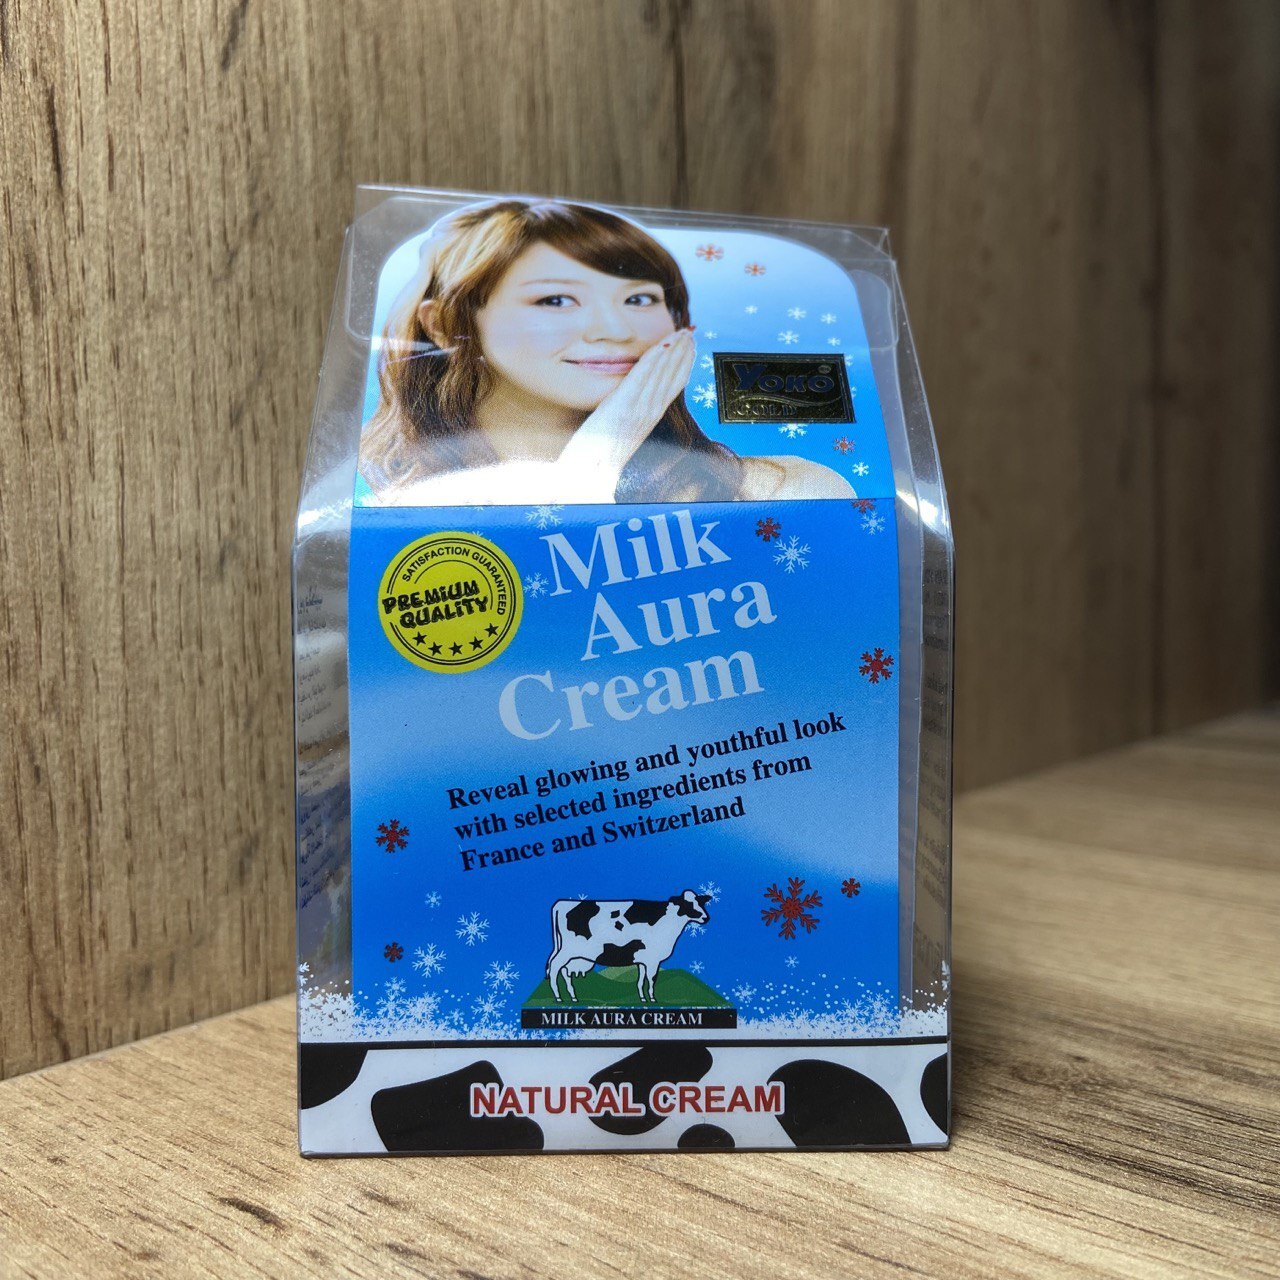 YOKO
GOLD
SATISFACTION GUARANTEED
PREMIUM
QUALITY
Milk
Aura
Cream
Reveal glowing and youthful look
with selected ingredients from
France and Switzerland
MILK AURA CREAM
NATURAL CREAM